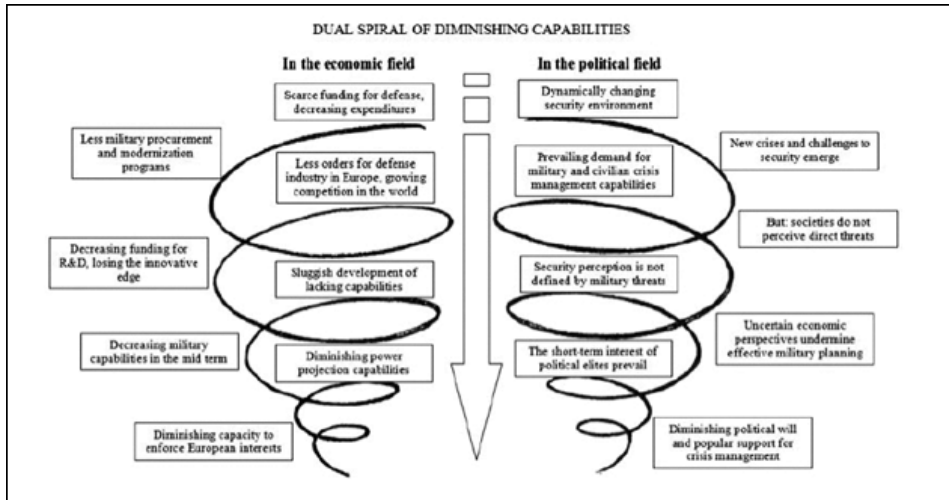 DUAL SPIRAL OF DIMINISHING CAPABILITIES
In the economic field
Scarce funding for defense,
decreasing expenditures
Less military procurement
and modernization
programs
Less orders for defense
industry in Europe, growing
competition in the world
Decreasing funding for
R&D, losing the innovative
edge
Sluggish development of
lacking capabilities
Decreasing military
capabilities in the mid term
Diminishing power
projection capabilities
Diminishing capacity to
enforce European interests
In the political field
Dynamically changing
security environment
New crises and challenges to
security emerge
Prevailing demand for
military and civilian crisis
management capabilities
But: societies do not
perceive direct threats
Security perception is not
defined by military threats
Uncertain economic
perspectives undermine
effective military planning
The short-term interest of
political elites prevail
Diminishing political will
and popular support for
crisis management